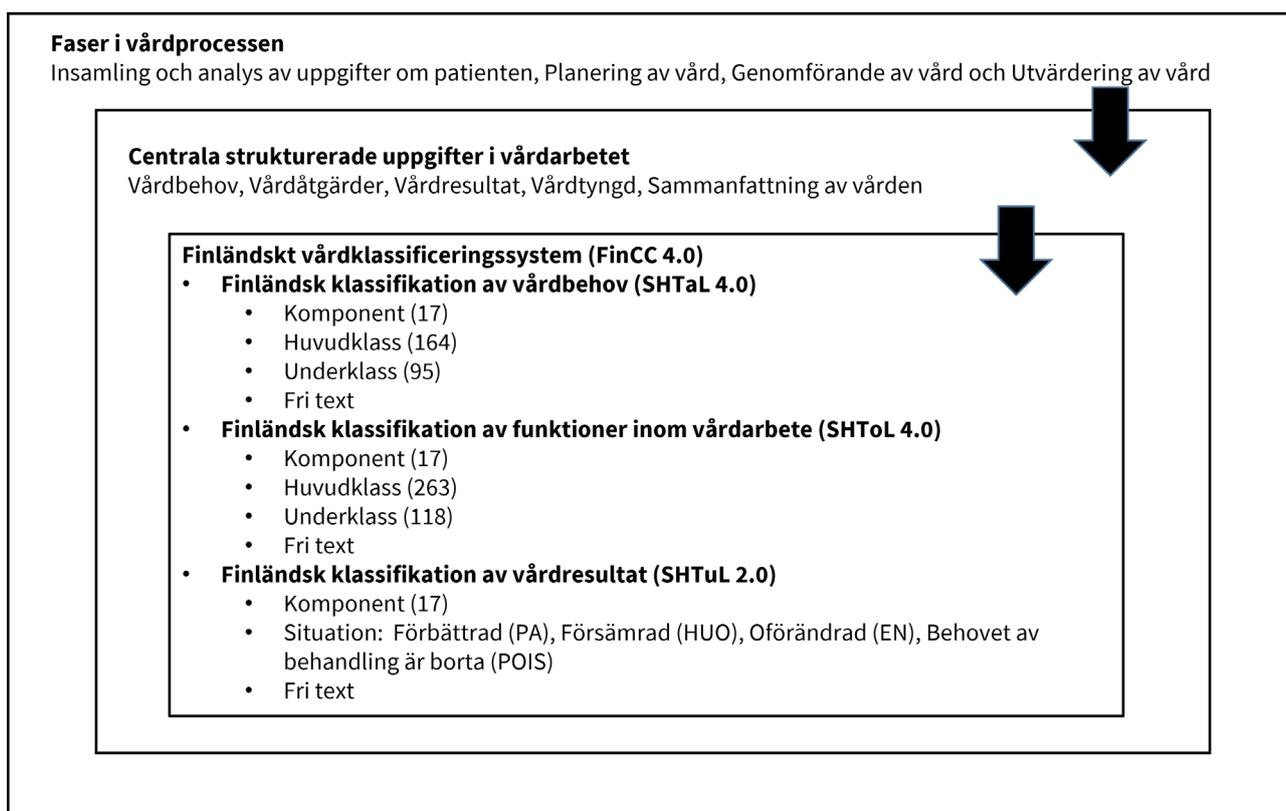 Faser i vårdprocessen
Insamling och analys av uppgifter om patienten, Planering av vård, Genomförande av vård och Utvärdering av vård
Centrala strukturerade uppgifter i vårdarbetet
Vårdbehov, Vårdåtgärder, Vårdresultat, Vårdtyngd, Sammanfattning av vården
Finländskt vårdklassificeringssystem (FinCC 4.0)
• Finländsk klassifikation av vårdbehov (SHTaL 4.0)
• Komponent (17)
• Huvudklass (164)
• Underklass (95)
• Fri text
• Finländsk klassifikation av funktioner inom vårdarbete (SHToL 4.0)
• Komponent (17)
• Huvudklass (263)
• Underklass (118)
• Fri text
• Finländsk klassifikation av vårdresultat (SHTuL 2.0)
• Komponent (17)
• Situation: Förbättrad (PA), Försämrad (HUO), Oförändrad (EN), Behovet av
behandling är borta (POIS)
• Fri text